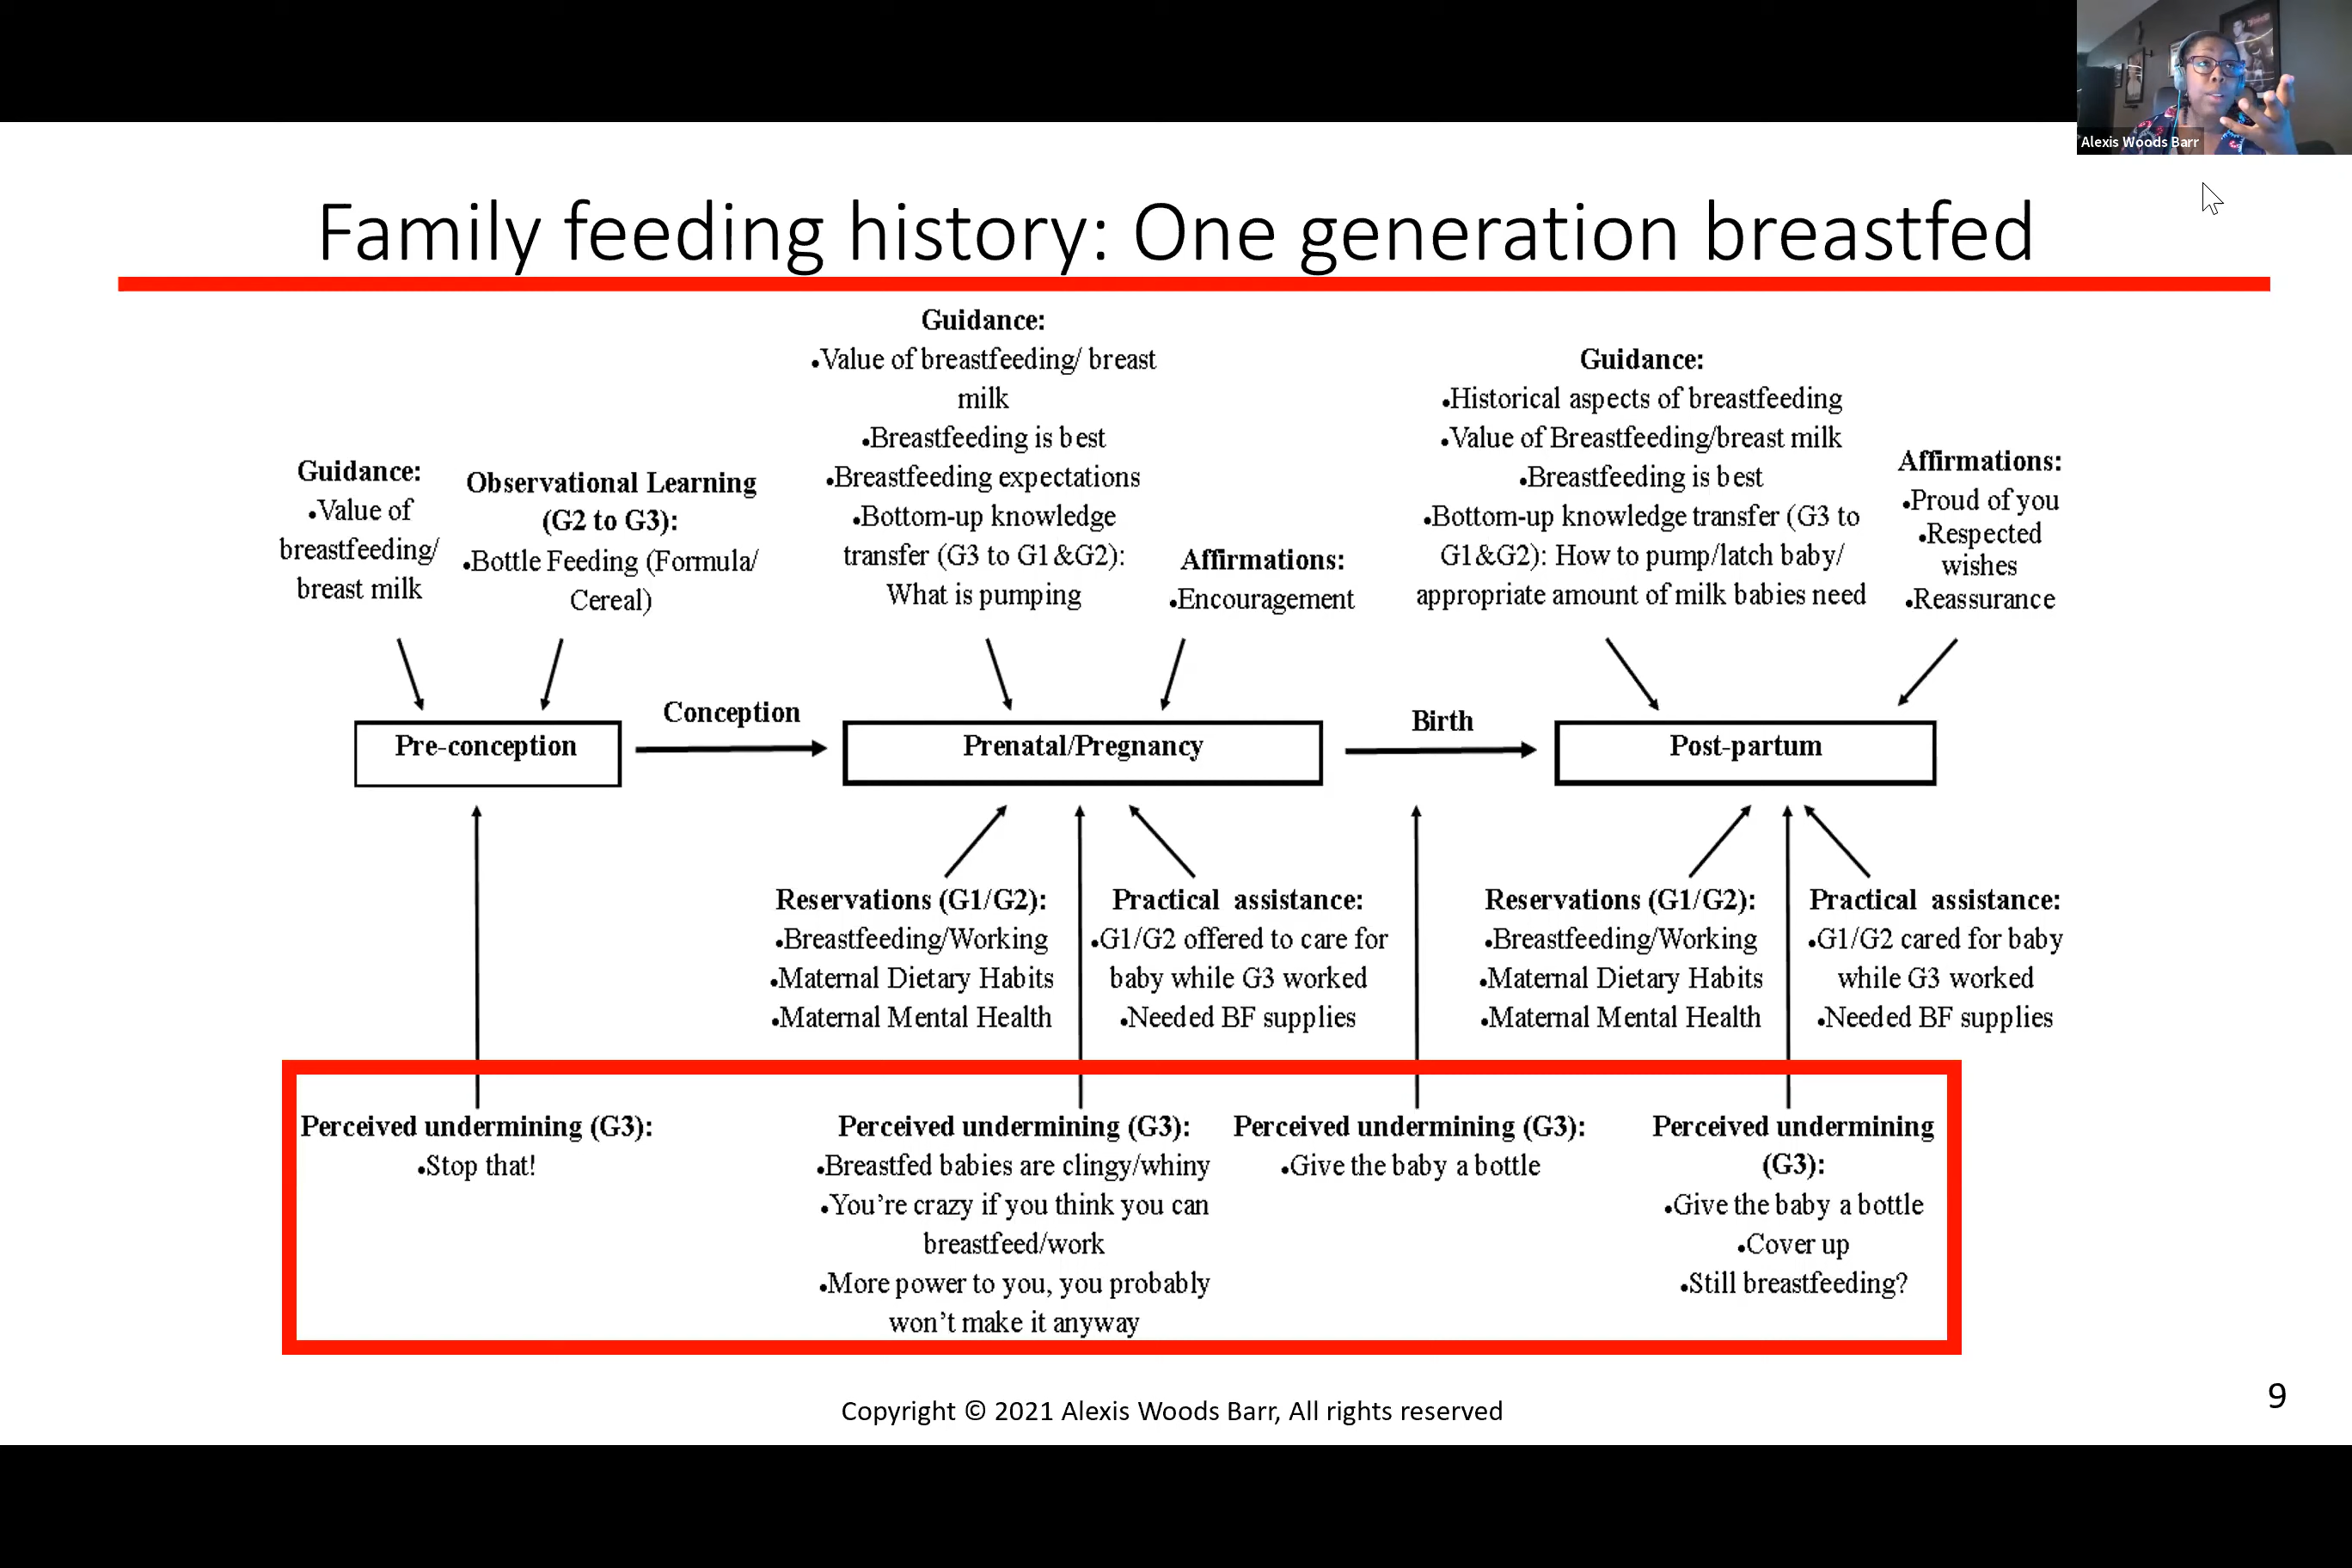 Alexis Woods Barr
Family feeding history: One generation breastfed
Guidance:
•Value of
breastfeeding/
breast milk
Observational Learning
(G2 to G3):
•Bottle Feeding (Formula/
Cereal)
Guidance:
•Value of breastfeeding/ breast
milk
•Breastfeeding is best
•Breastfeeding expectations
•Bottom-up knowledge
transfer (G3 to G1&G2):
What is pumping
Affirmations:
•Encouragement
Guidance:
•Historical aspects of breastfeeding
•Value of Breastfeeding/breast milk
•Breastfeeding is best
•Bottom-up knowledge transfer (G3 to
G1&G2): How to pump/latch baby/
appropriate amount of milk babies need
Affirmations:
•Proud of you
•Respected
wishes
•Reassurance
Pre-conception
Conception
Prenatal/Pregnancy
Birth
Post-partum
Reservations (G1/G2):
•Breastfeeding/Working
•Maternal Dietary Habits
•Maternal Mental Health
Practical assistance:
•G1/G2 offered to care for
baby while G3 worked
•Needed BF supplies
Reservations (G1/G2):
•Breastfeeding/Working
•Maternal Dietary Habits
•Maternal Mental Health
Practical assistance:
•G1/G2 cared for baby
while G3 worked
•Needed BF supplies
Perceived undermining (G3):
•Stop that!
Perceived undermining (G3):
•Breastfed babies are clingy/whiny
•You're crazy if you think you can
breastfeed/work
•More power to you, you probably
won't make it anyway
Perceived undermining (G3):
•Give the baby a bottle
Perceived undermining
(G3):
•Give the baby a bottle
•Cover up
•Still breastfeeding?
Copyright © 2021 Alexis Woods Barr, All rights reserved
9